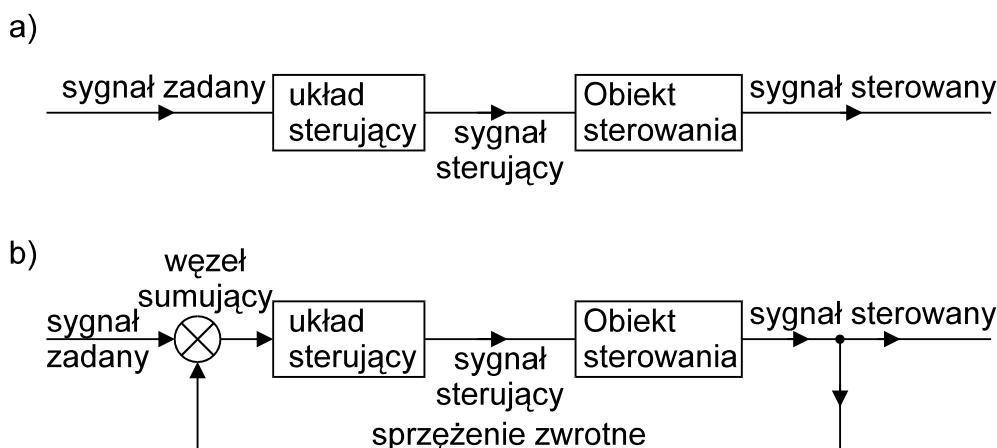 a)
sygnał zadany
układ
sterujący
sygnał
sterujący
Obiekt
sterowania
sygnał sterowany
b)
węzeł
sumujący
sygnał
zadany
układ
sterujący
sygnał
sterujący
Obiekt
sterowania
sygnał sterowany
sprzężenie zwrotne